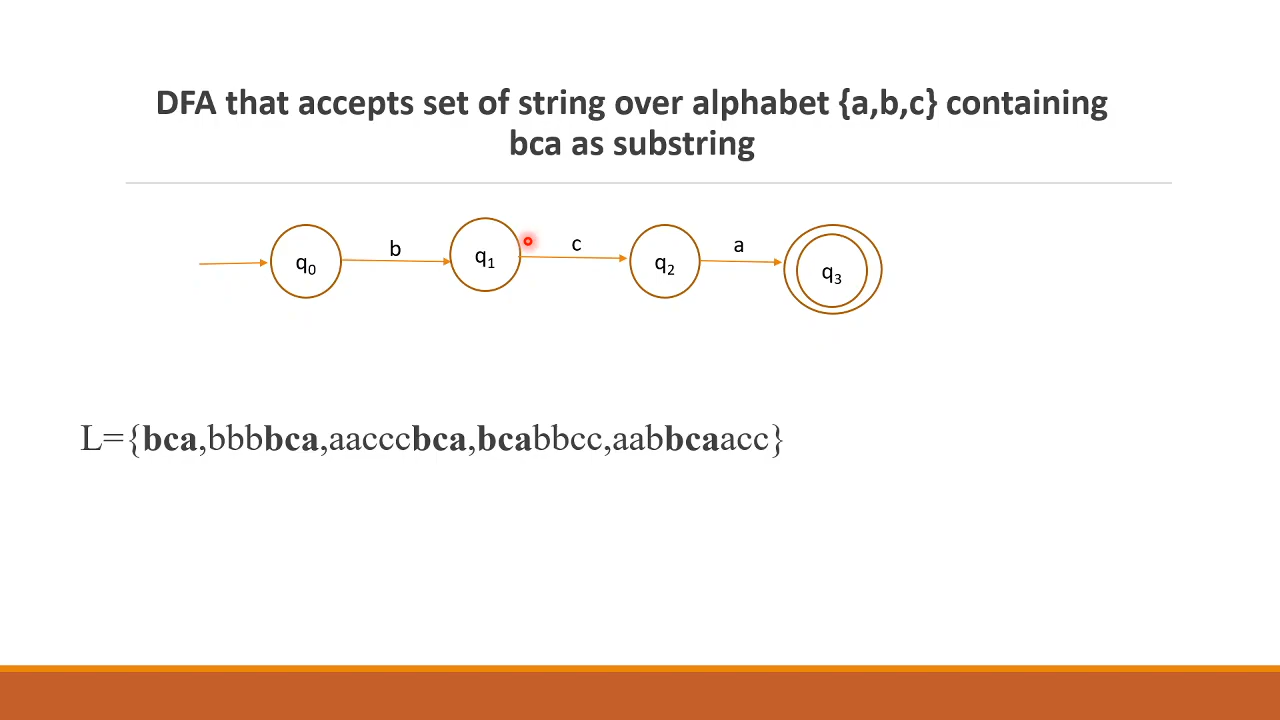 DFA that accepts set of string over alphabet {a,b,c} containing
bca as substring
b c a
q0 q1 q2 q3
L={bca,bbbbca,aacccbca,bcabbcc,aabbcaacc}